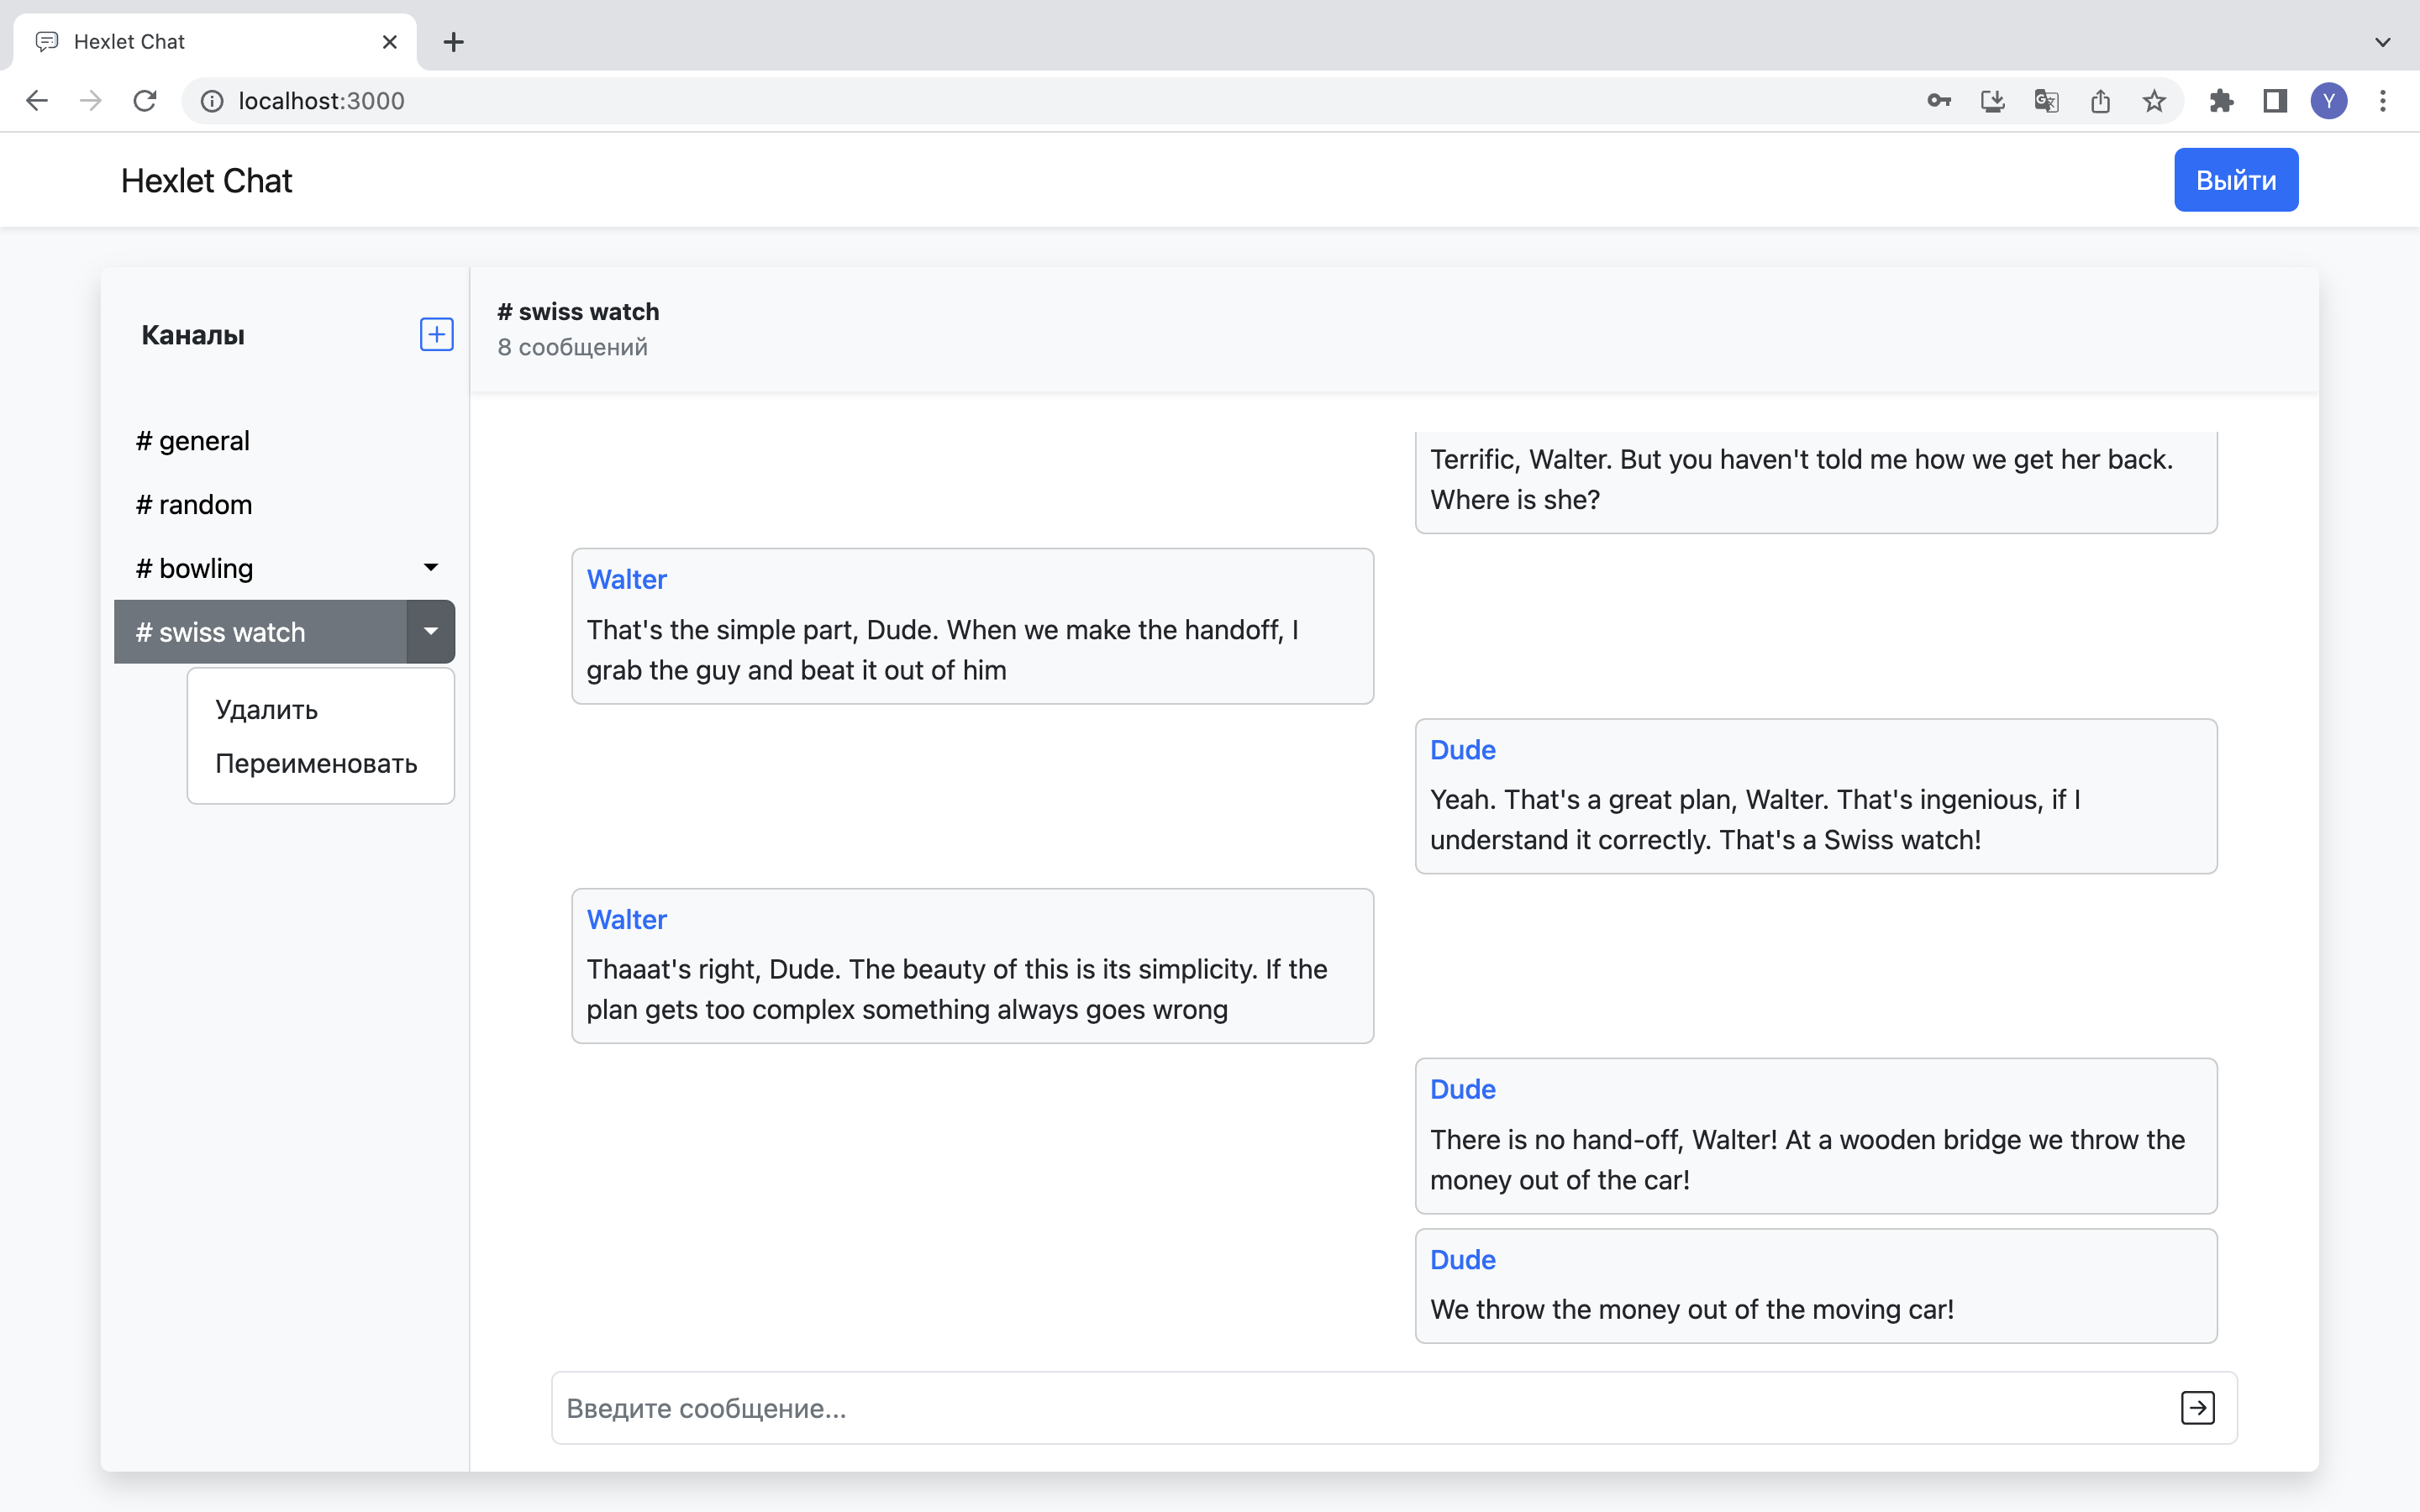 Hexlet Chat
localhost:3000
Y
Hexlet Chat
Выйти
Каналы
# general
# random
# bowling
# swiss watch
Удалить
Переименовать
# swiss watch
8 сообщений
Terrific, Walter. But you haven't told me how we get her back.
Where is she?
Walter
That's the simple part, Dude. When we make the handoff, I
grab the guy and beat it out of him
Dude
Yeah. That's a great plan, Walter. That's ingenious, if I
understand it correctly. That's a Swiss watch!
Walter
Thaaat's right, Dude. The beauty of this is its simplicity. If the
plan gets too complex something always goes wrong
Dude
There is no hand-off, Walter! At a wooden bridge we throw the
money out of the car!
Dude
We throw the money out of the moving car!
Введите сообщение...